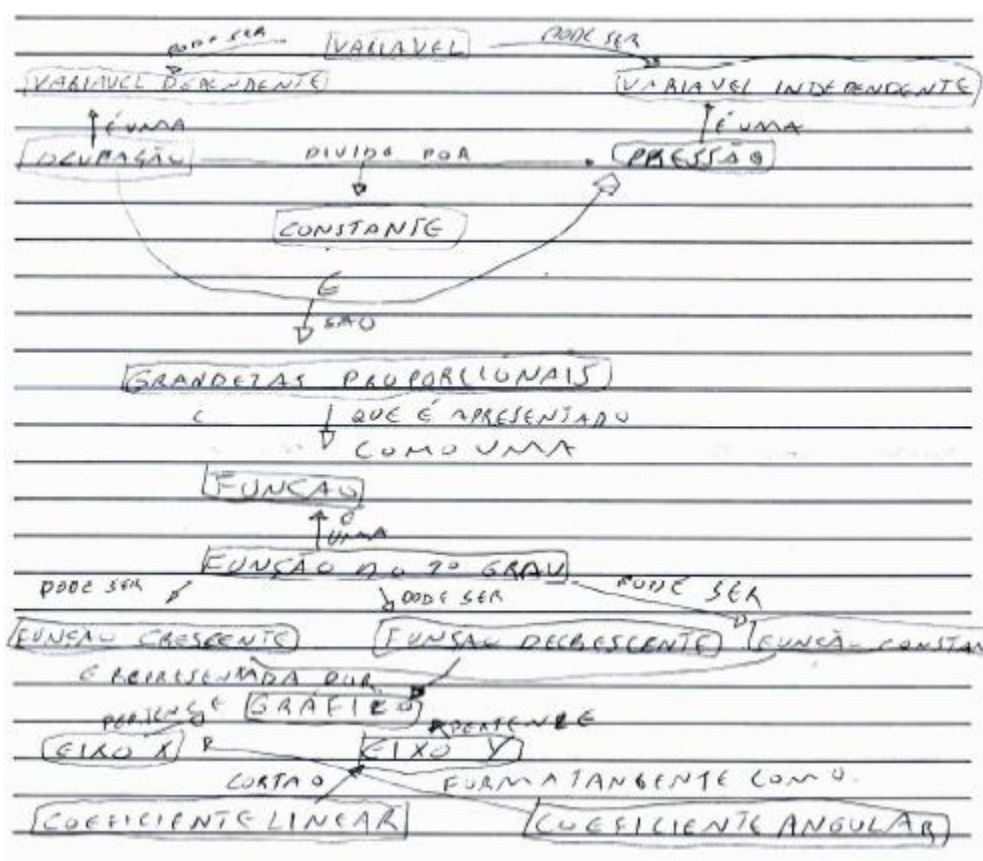 PODE SER VARIAVEL PODE SER
VARIAVEL DEPENDENTE VARIAVEL INDEPENDENTE
É UMA É UMA
OCUPAÇÃO DIVIDO POR PRESSÃO
CONSTANTE
E
SÃO
GRANDEZAS PROPORCIONAIS
QUE É APRESENTADO
COMO UMA
FUNÇÃO
É
UMA
FUNÇÃO DO 1º GRAU
PODE SER PODE SER PODE SER
FUNÇÃO CRESCENTE FUNSÃO DECRESCENTE FUNÇÃO CONSTAN
E REPRESENTADA POR
PERTENCE GRÁFICO PERTENCE
EIXO X EIXO Y
CORTA O FORMA TANGENTE COM O
COEFICIENTE LINEAR COEFICIENTE ANGULAR